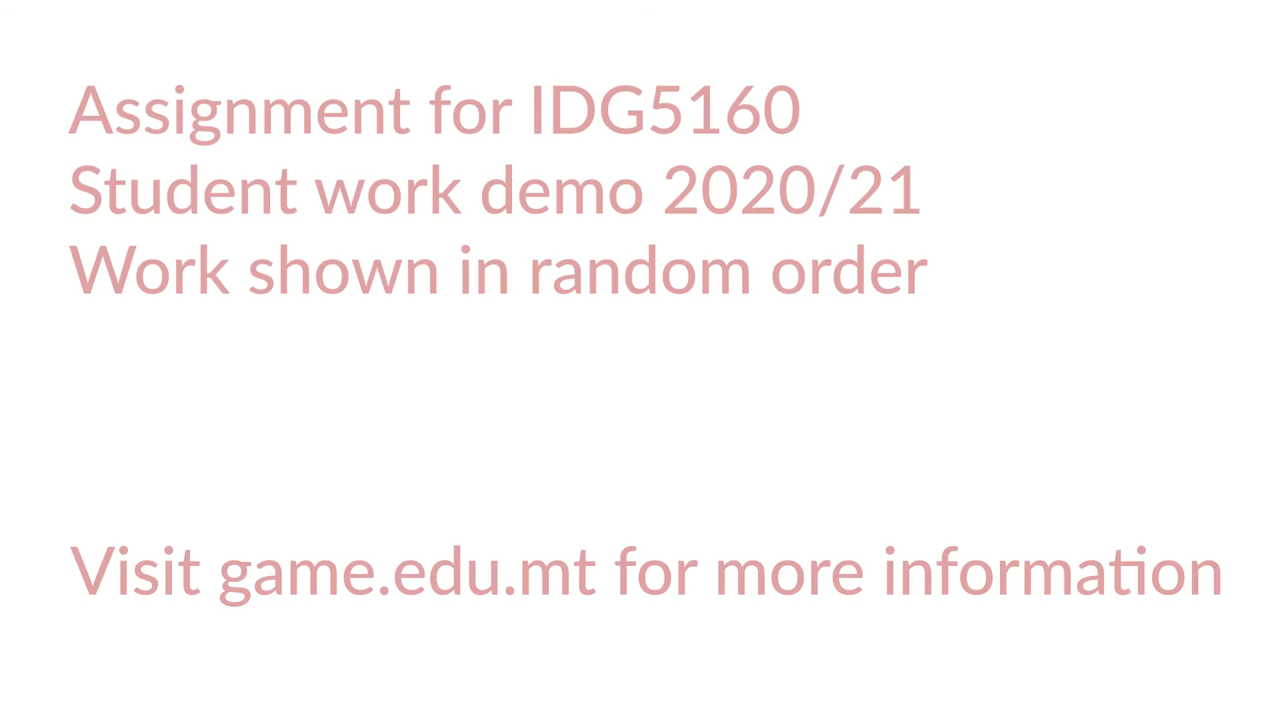 Assignment for IDG5160
Student work demo 2020/21
Work shown in random order
Visit game.edu.mt for more information